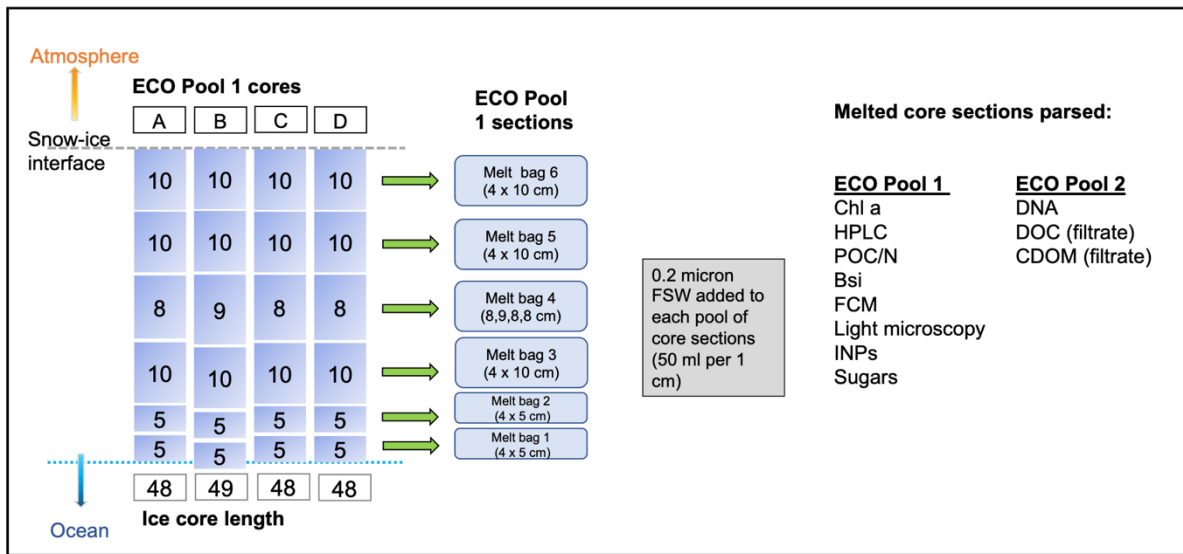 Atmosphere
ECO Pool 1 cores
A B C D
Snow-ice
interface
10 10 10 10
10 10 10 10
8 9 8 8
10 10 10 10
5 5 5 5
5 5 5 5
48 49 48 48
Ice core length
Ocean
ECO Pool
1 sections
Melt bag 6
(4 x 10 cm)
Melt bag 5
(4 x 10 cm)
Melt bag 4
(8,9,8,8 cm)
Melt bag 3
(4 x 10 cm)
Melt bag 2
(4 x 5 cm)
Melt bag 1
(4 x 5 cm)
0.2 micron
FSW added to
each pool of
core sections
(50 ml per 1
cm)
Melted core sections parsed:
ECO Pool 1
Chl a
HPLC
POC/N
Bsi
FCM
Light microscopy
INPs
Sugars
ECO Pool 2
DNA
DOC (filtrate)
CDOM (filtrate)